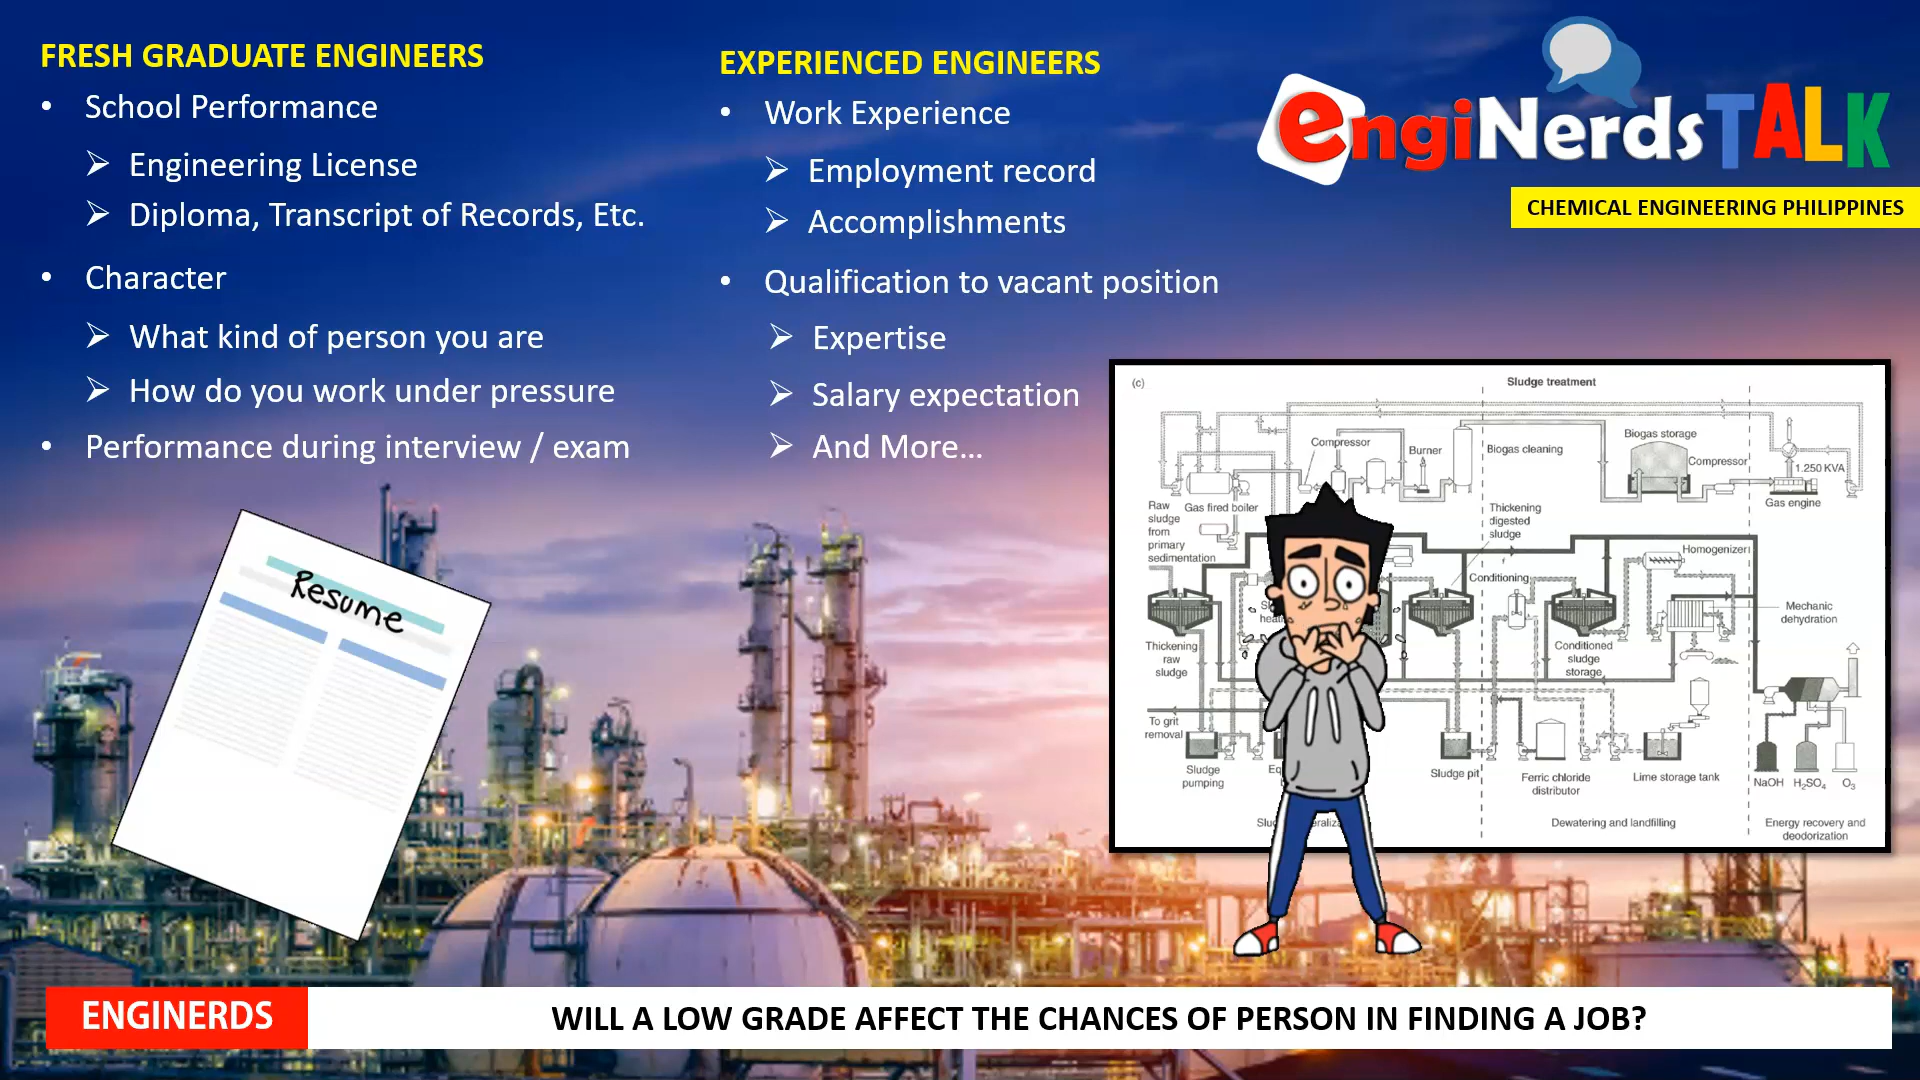 FRESH GRADUATE ENGINEERS
• School Performance
➢ Engineering License
➢ Diploma, Transcript of Records, Etc.
• Character
➢ What kind of person you are
➢ How do you work under pressure
• Performance during interview / exam
EXPERIENCED ENGINEERS
• Work Experience
➢ Employment record
➢ Accomplishments
• Qualification to vacant position
➢ Expertise
➢ Salary expectation
➢ And More...
engiNerdsTALK
CHEMICAL ENGINEERING PHILIPPINES
Resume
(c)
Sludge treatment
Compressor
Burner
Biogas cleaning
Biogas storage
Compressor
1.250 KVA
Gas engine
Raw
sludge
from
primary
sedimentation
Gas fired boiler
Thickening
digested
sludge
Homogenizer
Conditioning
Mechanic
dehydration
Thickening
raw
sludge
Conditioned
sludge
storage
To grit
removal
Sludge
pumping
Sludge pit
Ferric chloride
distributor
Lime storage tank
NaOH H₂SO₄ O₃
Dewatering and landfilling
Energy recovery and
deodorization
ENGINERDS
WILL A LOW GRADE AFFECT THE CHANCES OF PERSON IN FINDING A JOB?